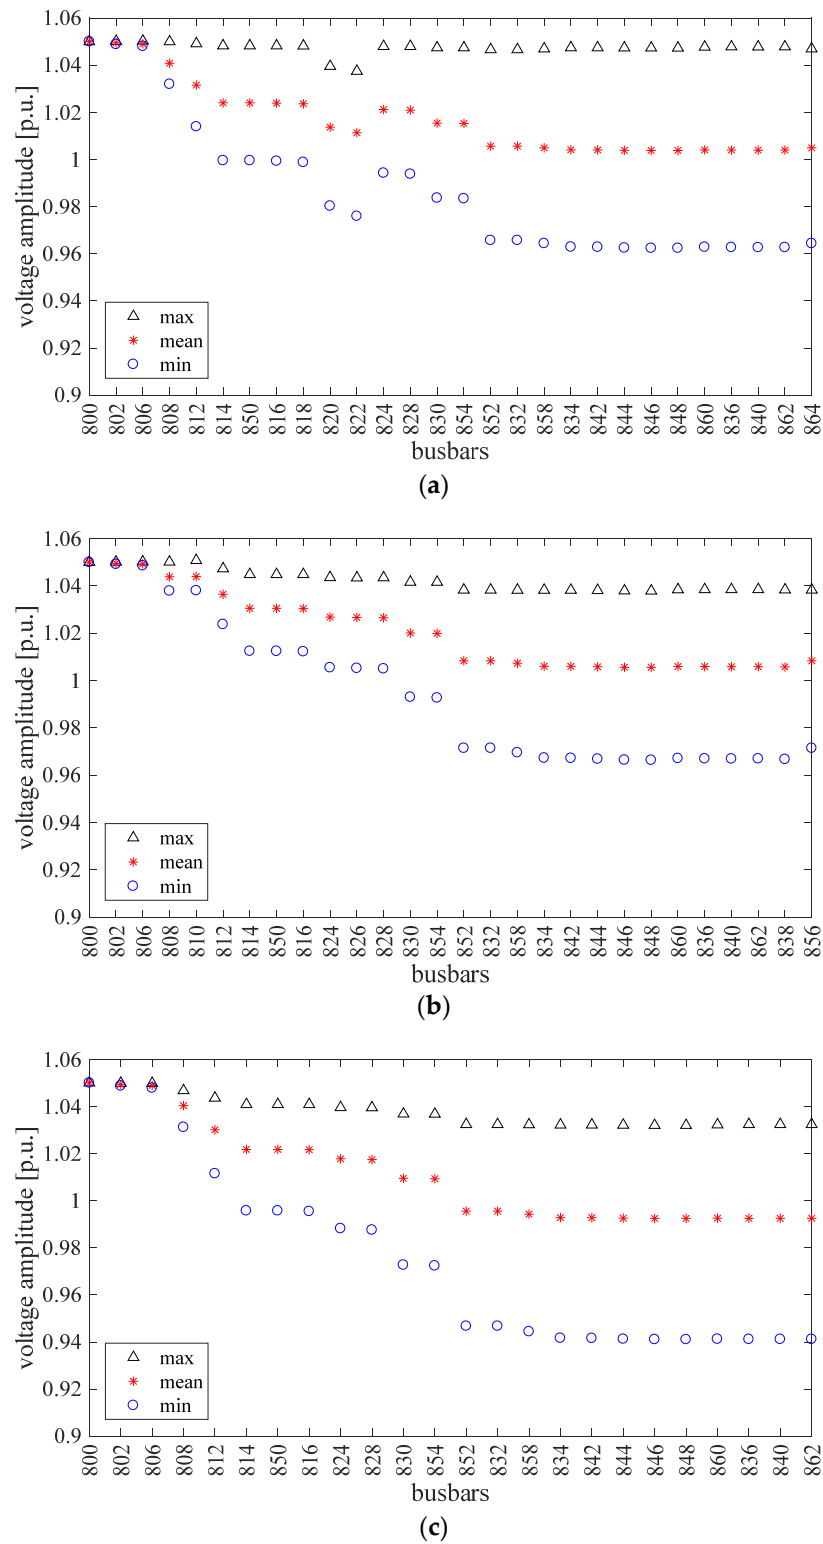 1.06
1.04
1.02
1
0.98
0.96
0.94
0.92
0.9
voltage amplitude [p.u.]
max
mean
min
800 802 806 808 812 814 850 816 818 820 822 824 828 830 854 852 832 858 834 842 844 846 848 860 836 840 862 864
busbars
(a)
1.06
1.04
1.02
1
0.98
0.96
0.94
0.92
0.9
voltage amplitude [p.u.]
max
mean
min
800 802 806 808 810 812 814 850 816 824 826 828 830 854 852 832 858 834 842 844 846 848 860 836 840 862 838 856
busbars
(b)
1.06
1.04
1.02
1
0.98
0.96
0.94
0.92
0.9
voltage amplitude [p.u.]
max
mean
min
800 802 806 808 812 814 850 816 824 828 830 854 852 832 858 834 842 844 846 848 860 836 840 862
busbars
(c)